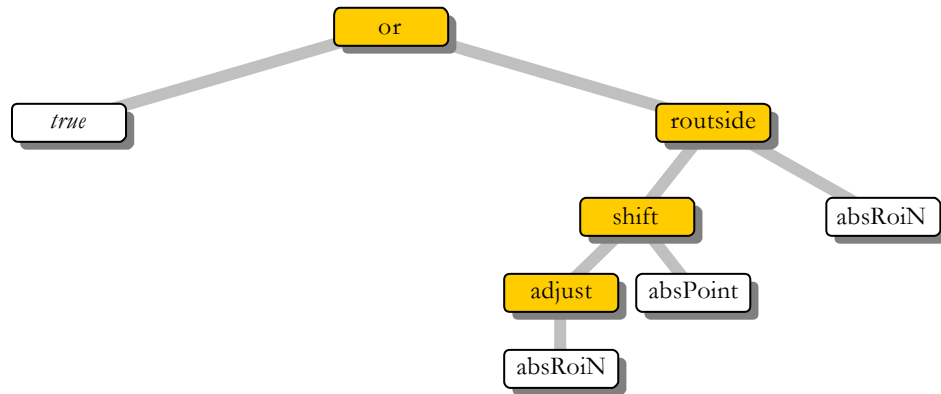 or
true
routside
shift
absRoiN
adjust
absPoint
absRoiN